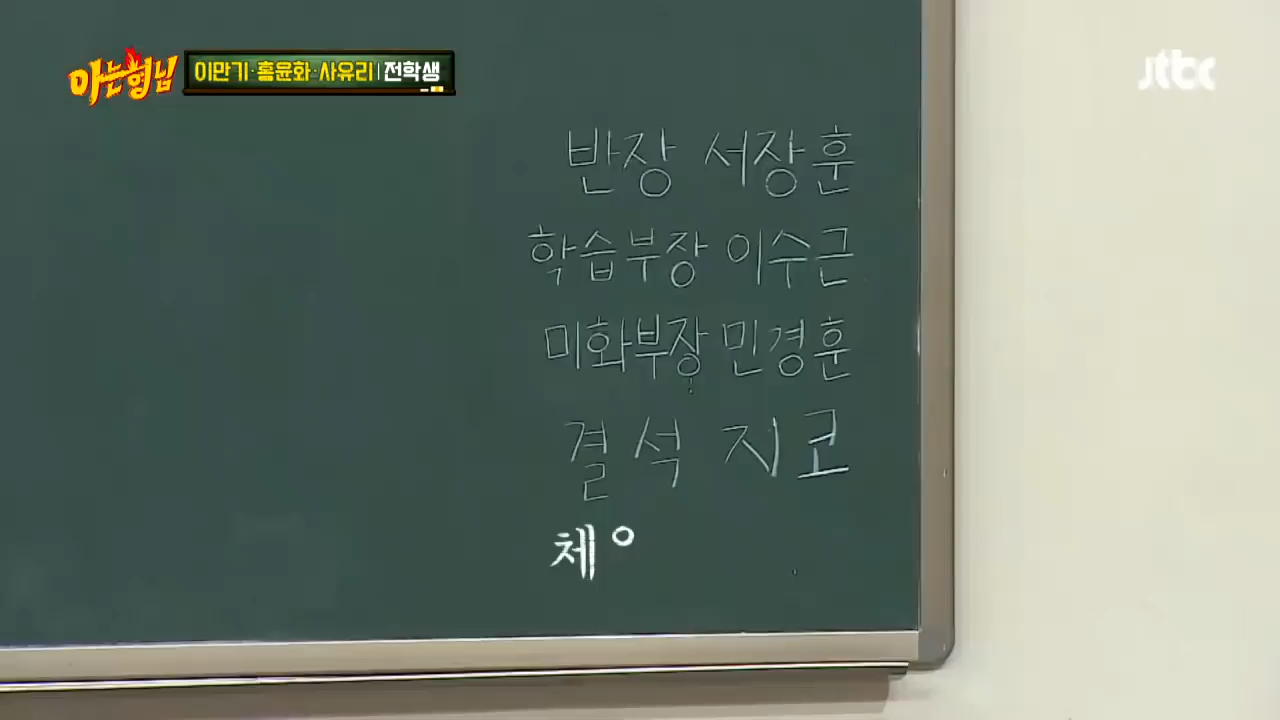 아는형님
이만기·홍윤화·사유리 | 전학생
jtbc
반장 서장훈
학습부장 이수근
미화부장 민경훈
결석 지코
체ㅇ